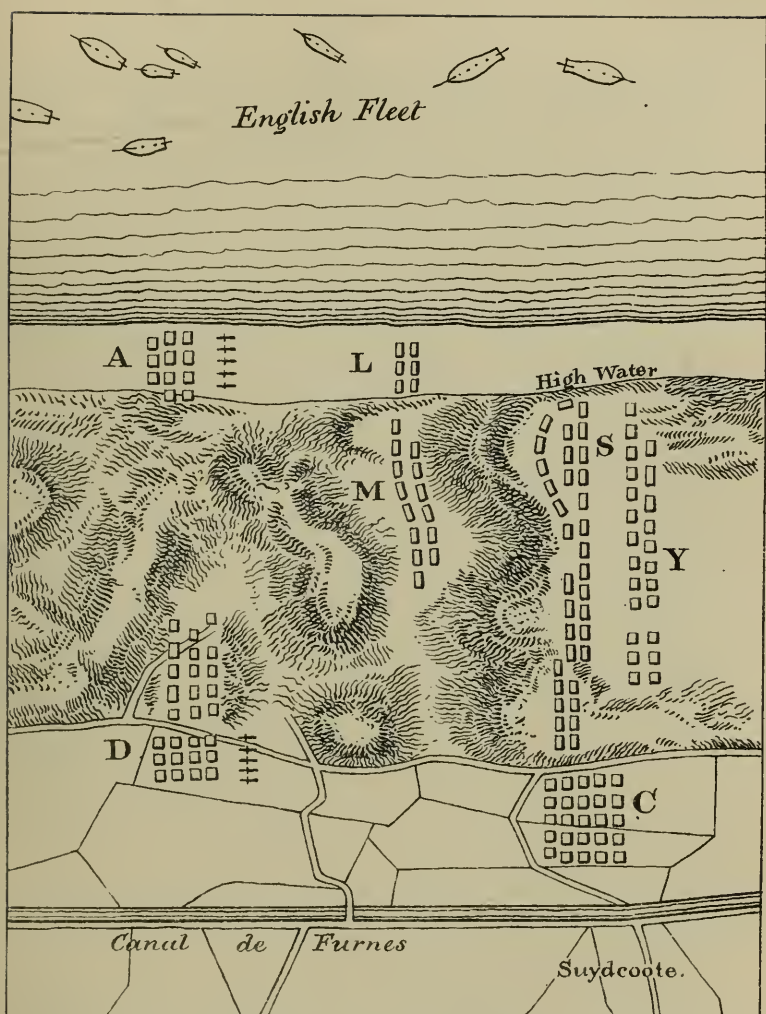 English Fleet
A
L
High Water
S
M
Y
D
C
Canal de Furnes
Suydcoote.